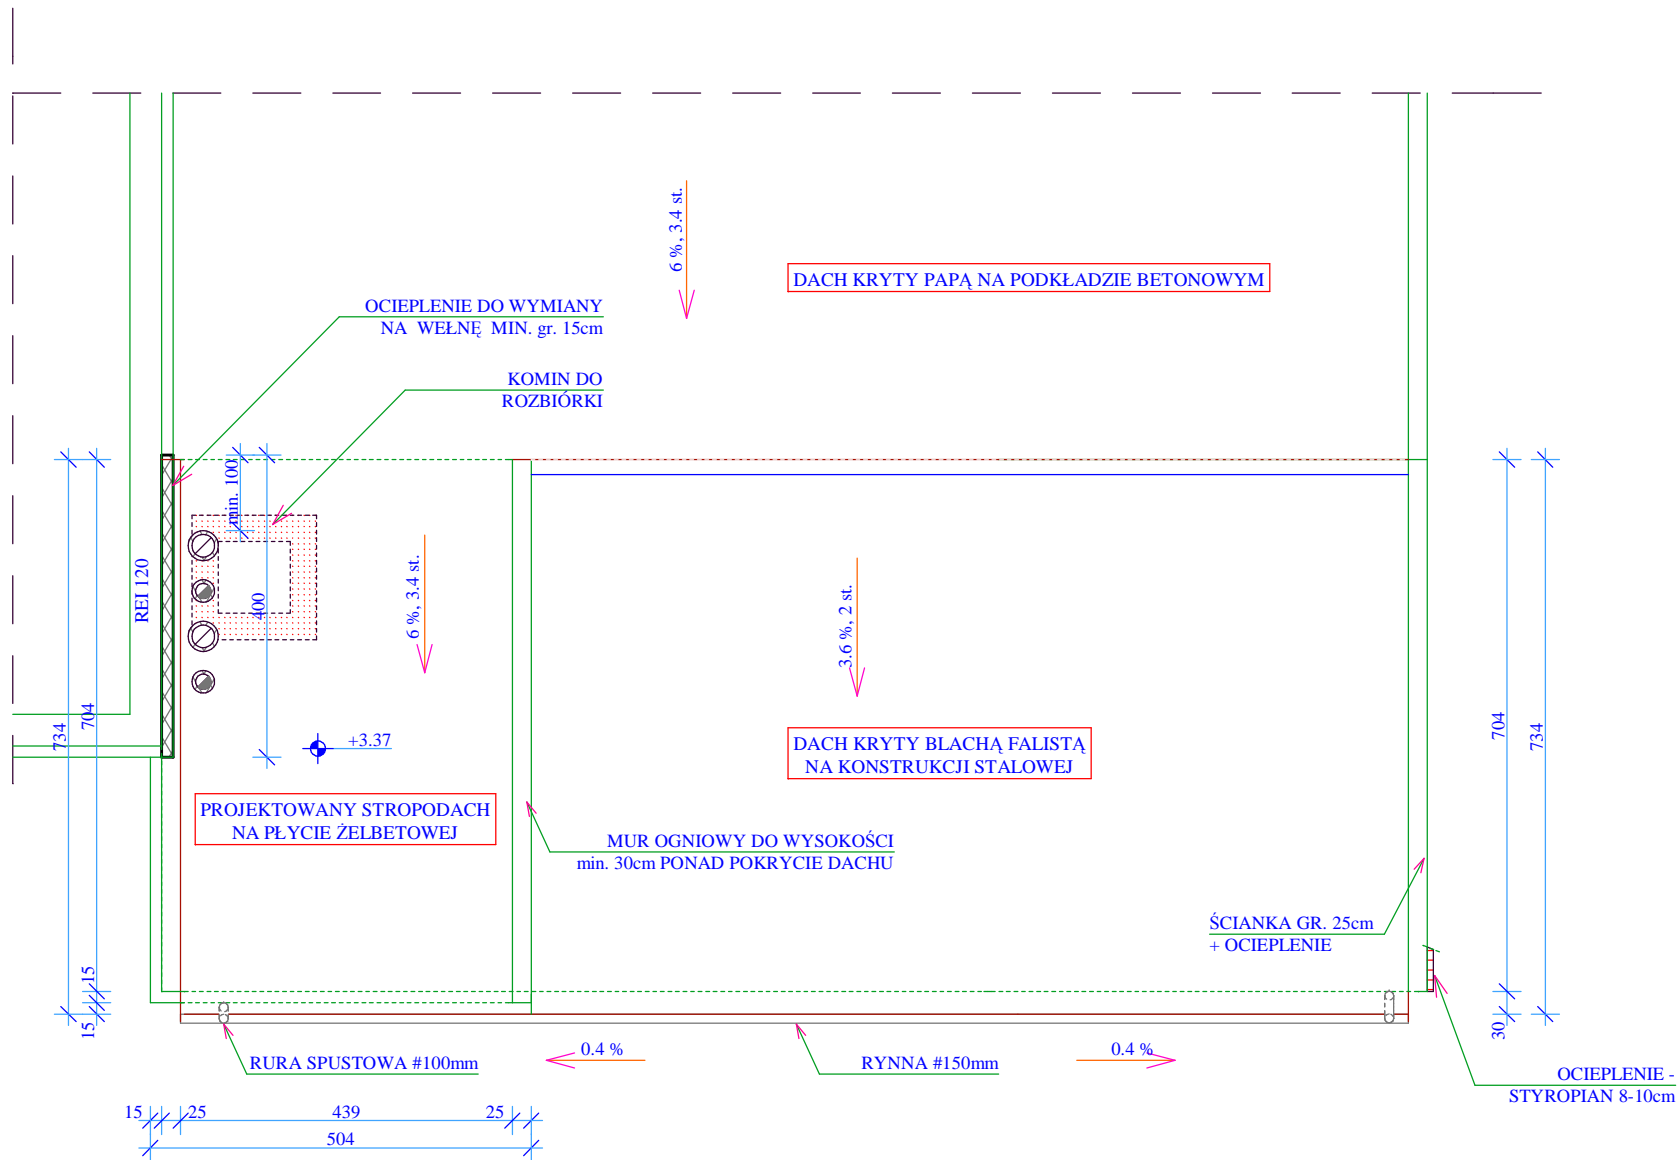 6 %, 3.4 st.
DACH KRYTY PAPĄ NA PODKŁADZIE BETONOWYM
OCIEPLENIE DO WYMIANY
NA WEŁNĘ MIN. gr. 15cm
KOMIN DO
ROZBIÓRKI
min. 100
REI 120
400
6 %, 3.4 st.
3.6 %, 2 st.
734
704
704
734
+3.37
DACH KRYTY BLACHĄ FALISTĄ
NA KONSTRUKCJI STALOWEJ
PROJEKTOWANY STROPODACH
NA PŁYCIE ŻELBETOWEJ
MUR OGNIOWY DO WYSOKOŚCI
min. 30cm PONAD POKRYCIE DACHU
ŚCIANKA GR. 25cm
+ OCIEPLENIE
15
15
30
RURA SPUSTOWA #100mm
0.4 %
RYNNA #150mm
0.4 %
OCIEPLENIE -
STYROPIAN 8-10cm
15
25
439
25
504